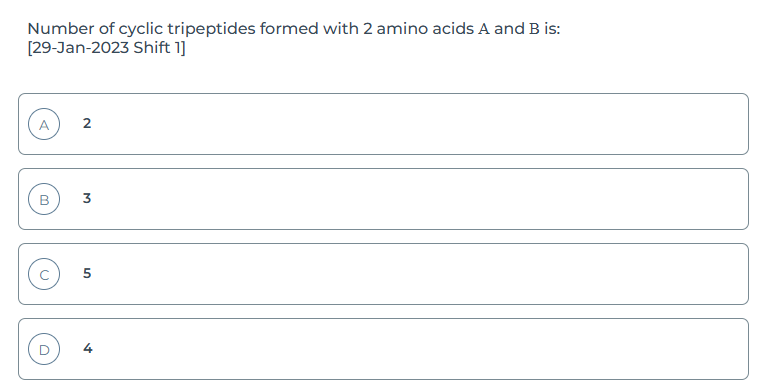 Number of cyclic tripeptides formed with 2 amino acids A and B is:
[29-Jan-2023 Shift 1]
A 2
B 3
C 5
D 4